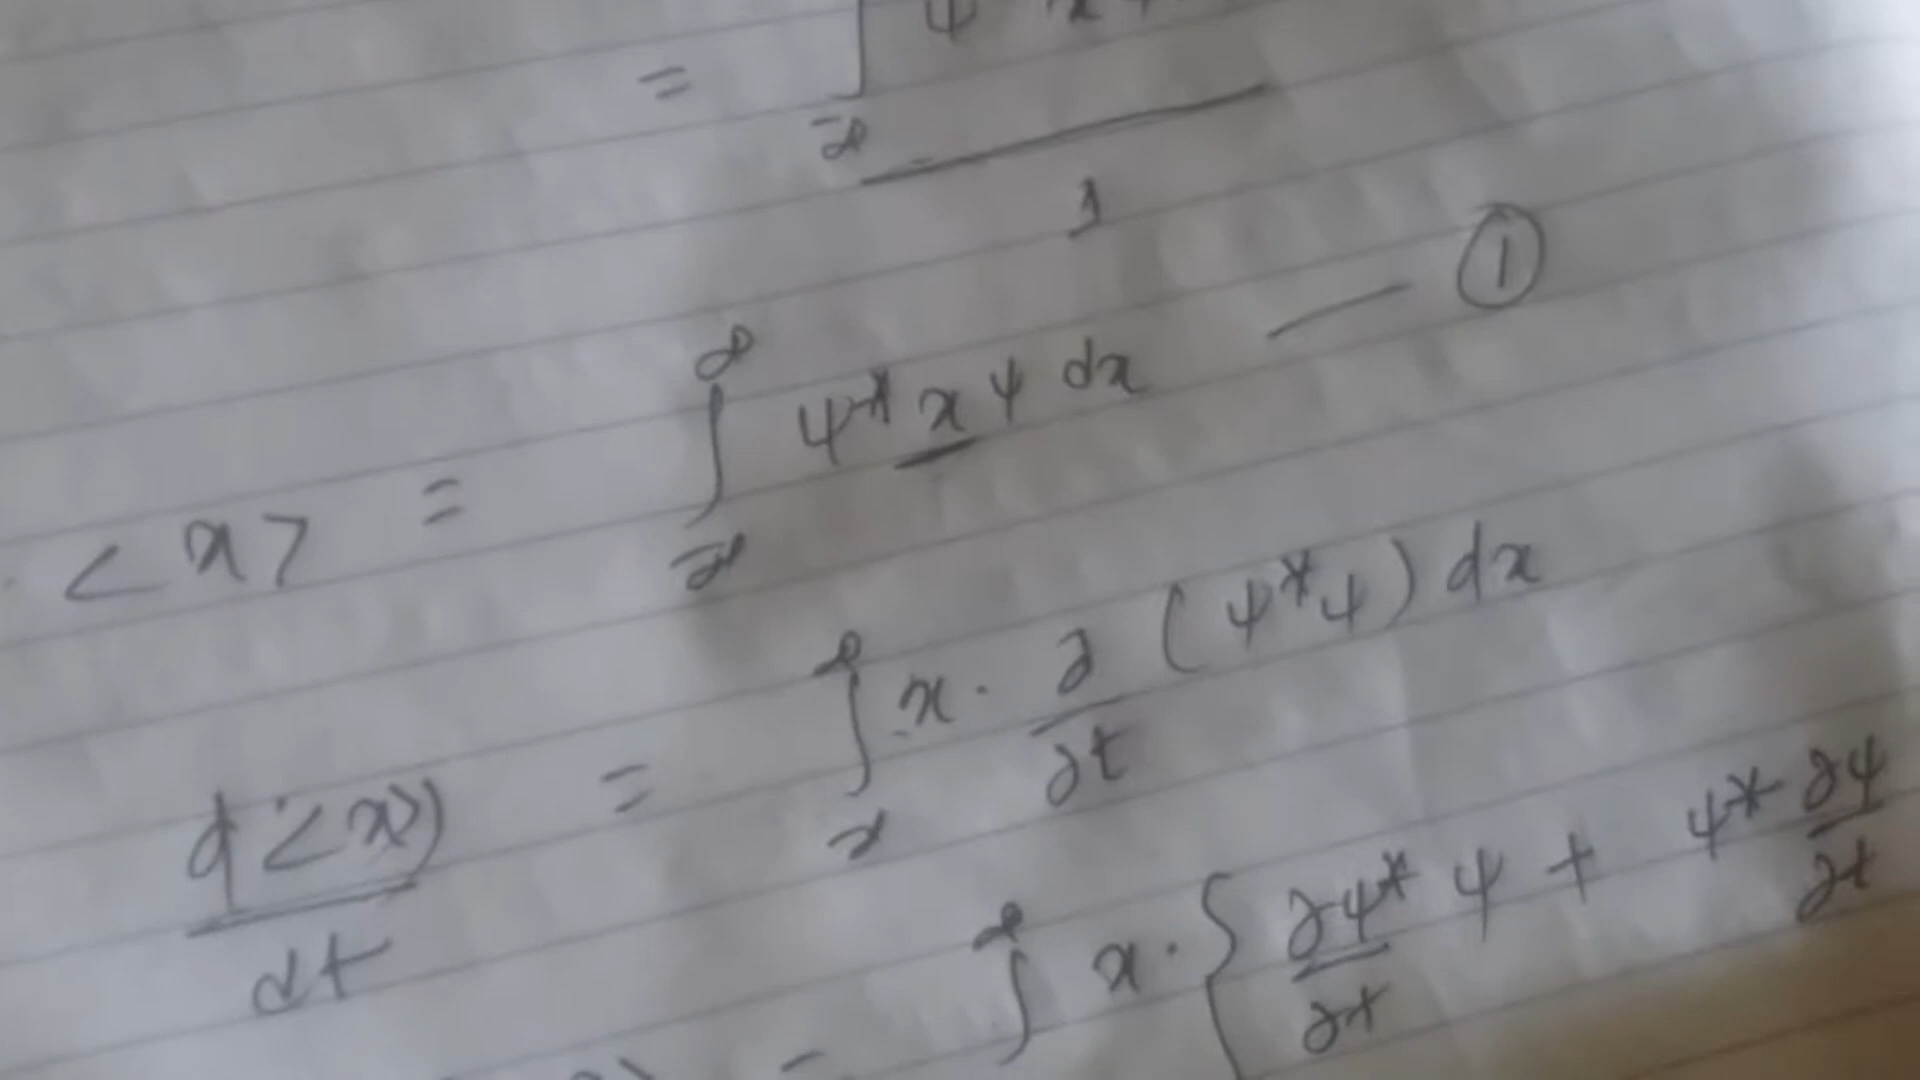 = ∫ ψ x
-∞
1
<x> = ∫_{-∞}^{∞} ψ* x ψ dx — ①
d<x>/dt = ∫_{-∞}^{∞} x · ∂/∂t (ψ*ψ) dx
= ∫^{∞} x · { ∂ψ*/∂t ψ + ψ* ∂ψ/∂t